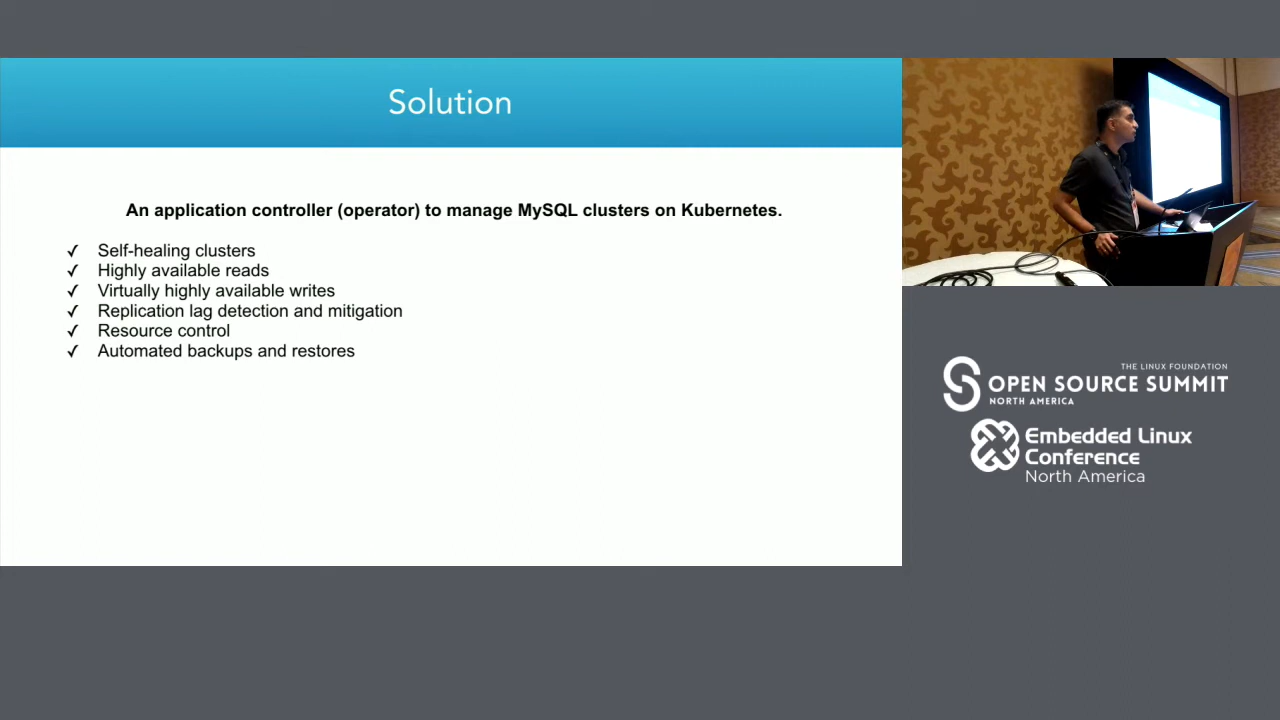 Solution
An application controller (operator) to manage MySQL clusters on Kubernetes.
✓ Self-healing clusters
✓ Highly available reads
✓ Virtually highly available writes
✓ Replication lag detection and mitigation
✓ Resource control
✓ Automated backups and restores
THE LINUX FOUNDATION
OPEN SOURCE SUMMIT
NORTH AMERICA
Embedded Linux
Conference
North America